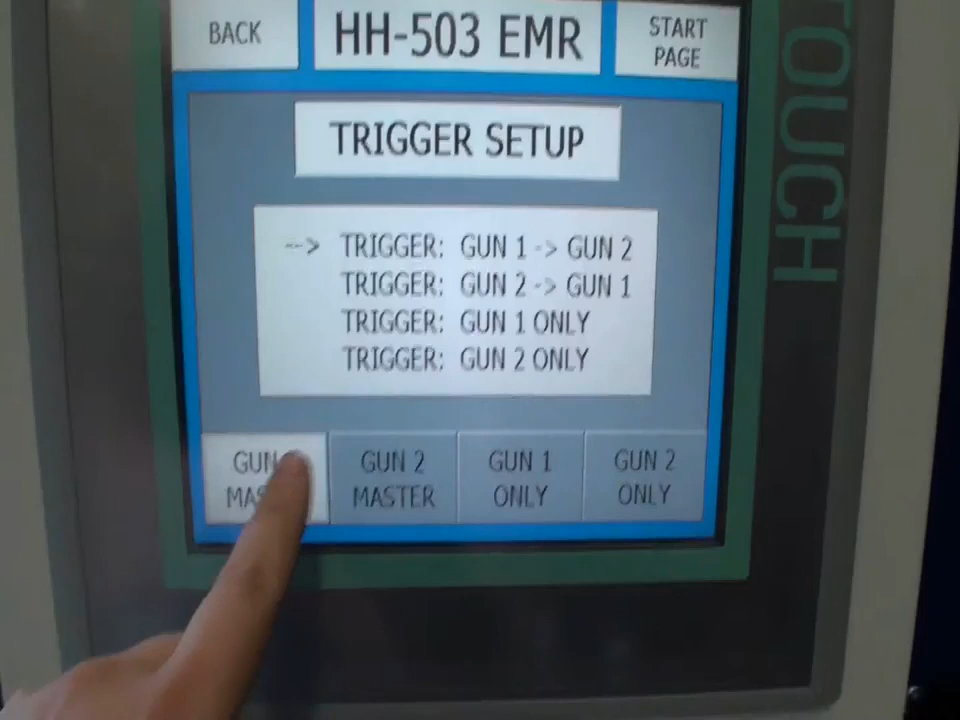 BACK
HH-503 EMR
START
PAGE
TRIGGER SETUP
--> TRIGGER: GUN 1 -> GUN 2
TRIGGER: GUN 2 -> GUN 1
TRIGGER: GUN 1 ONLY
TRIGGER: GUN 2 ONLY
GUN
GUN 2
MASTER
GUN 1
ONLY
GUN 2
ONLY
TOUCH